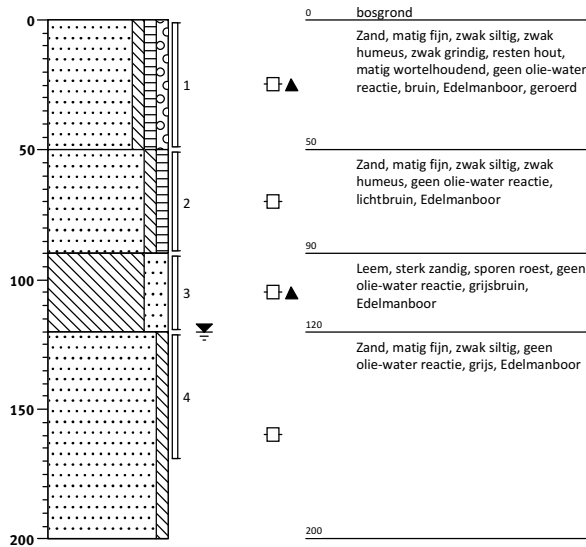 0
50
100
150
200
1
2
3
4
0 bosgrond
Zand, matig fijn, zwak siltig, zwak
humeus, zwak grindig, resten hout,
matig wortelhoudend, geen olie-water
reactie, bruin, Edelmanboor, geroerd
50
Zand, matig fijn, zwak siltig, zwak
humeus, geen olie-water reactie,
lichtbruin, Edelmanboor
90
Leem, sterk zandig, sporen roest, geen
olie-water reactie, grijsbruin,
Edelmanboor
120
Zand, matig fijn, zwak siltig, geen
olie-water reactie, grijs, Edelmanboor
200